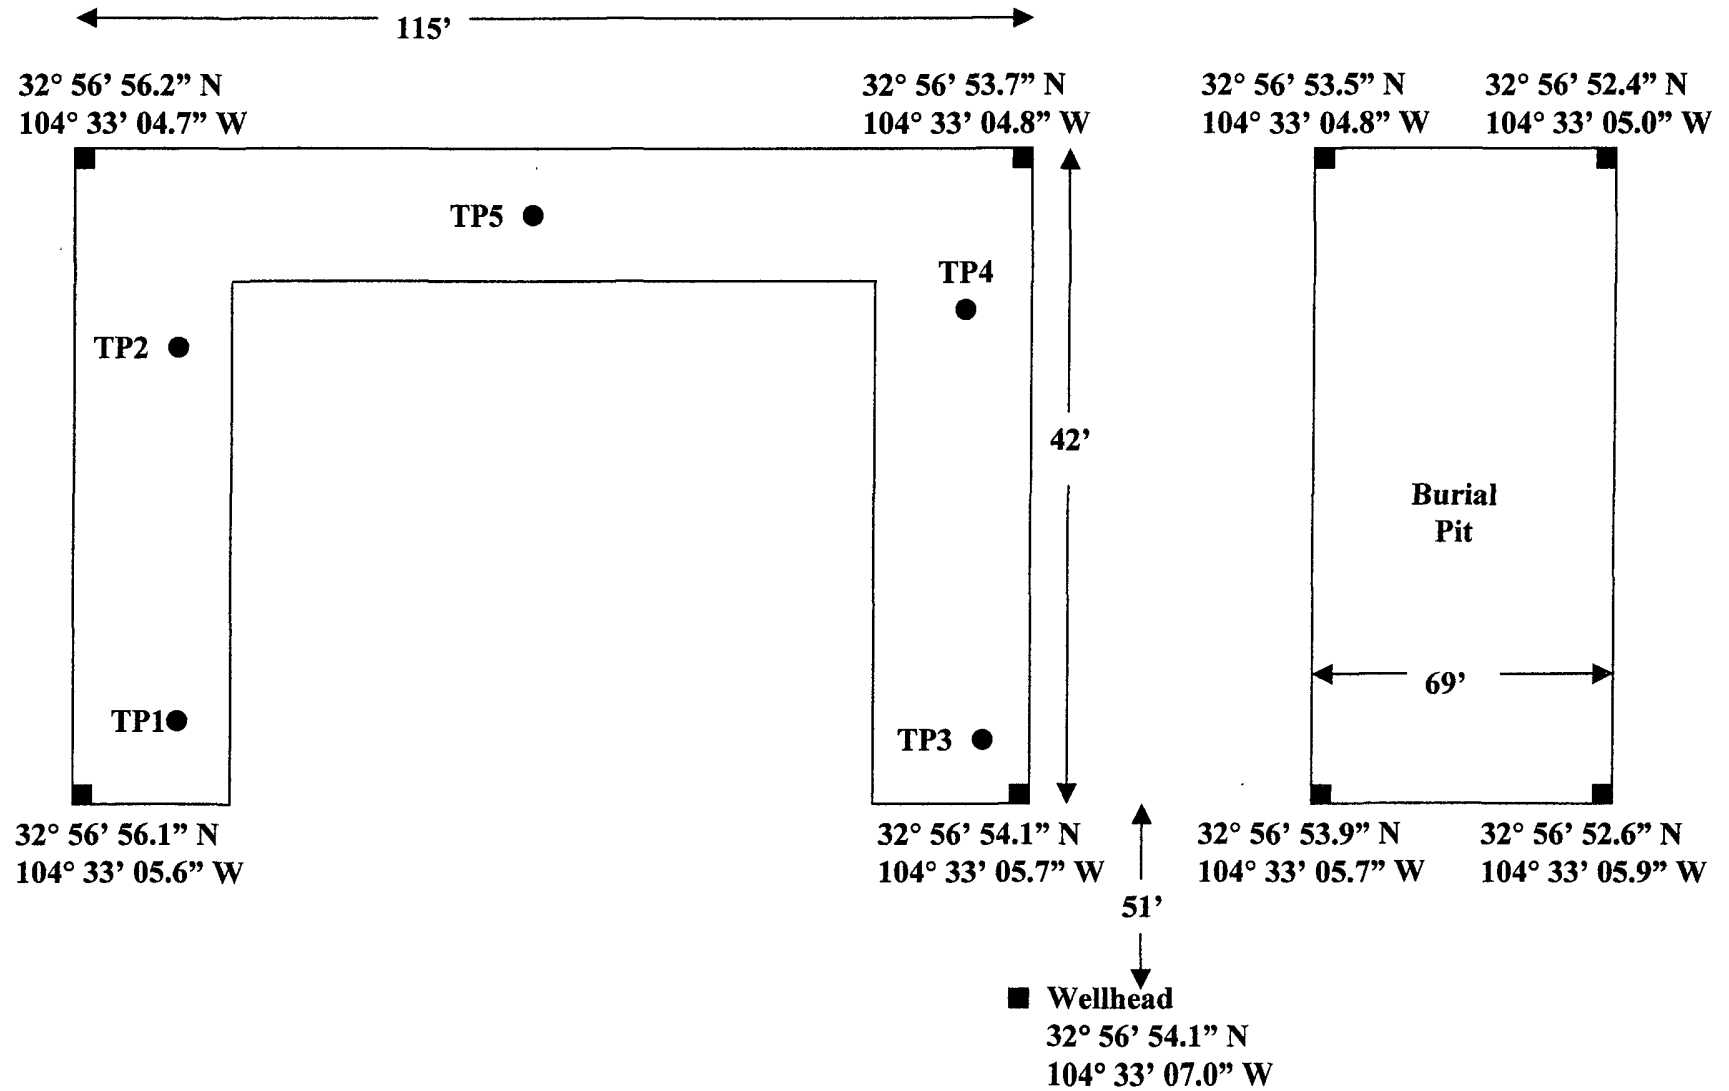 115’
32° 56’ 56.2” N
104° 33’ 04.7” W
32° 56’ 53.7” N
104° 33’ 04.8” W
32° 56’ 53.5” N
104° 33’ 04.8” W
32° 56’ 52.4” N
104° 33’ 05.0” W
TP5
TP4
TP2
42’
Burial
Pit
69’
TP1
TP3
32° 56’ 56.1” N
104° 33’ 05.6” W
32° 56’ 54.1” N
104° 33’ 05.7” W
32° 56’ 53.9” N
104° 33’ 05.7” W
32° 56’ 52.6” N
104° 33’ 05.9” W
51’
Wellhead
32° 56’ 54.1” N
104° 33’ 07.0” W